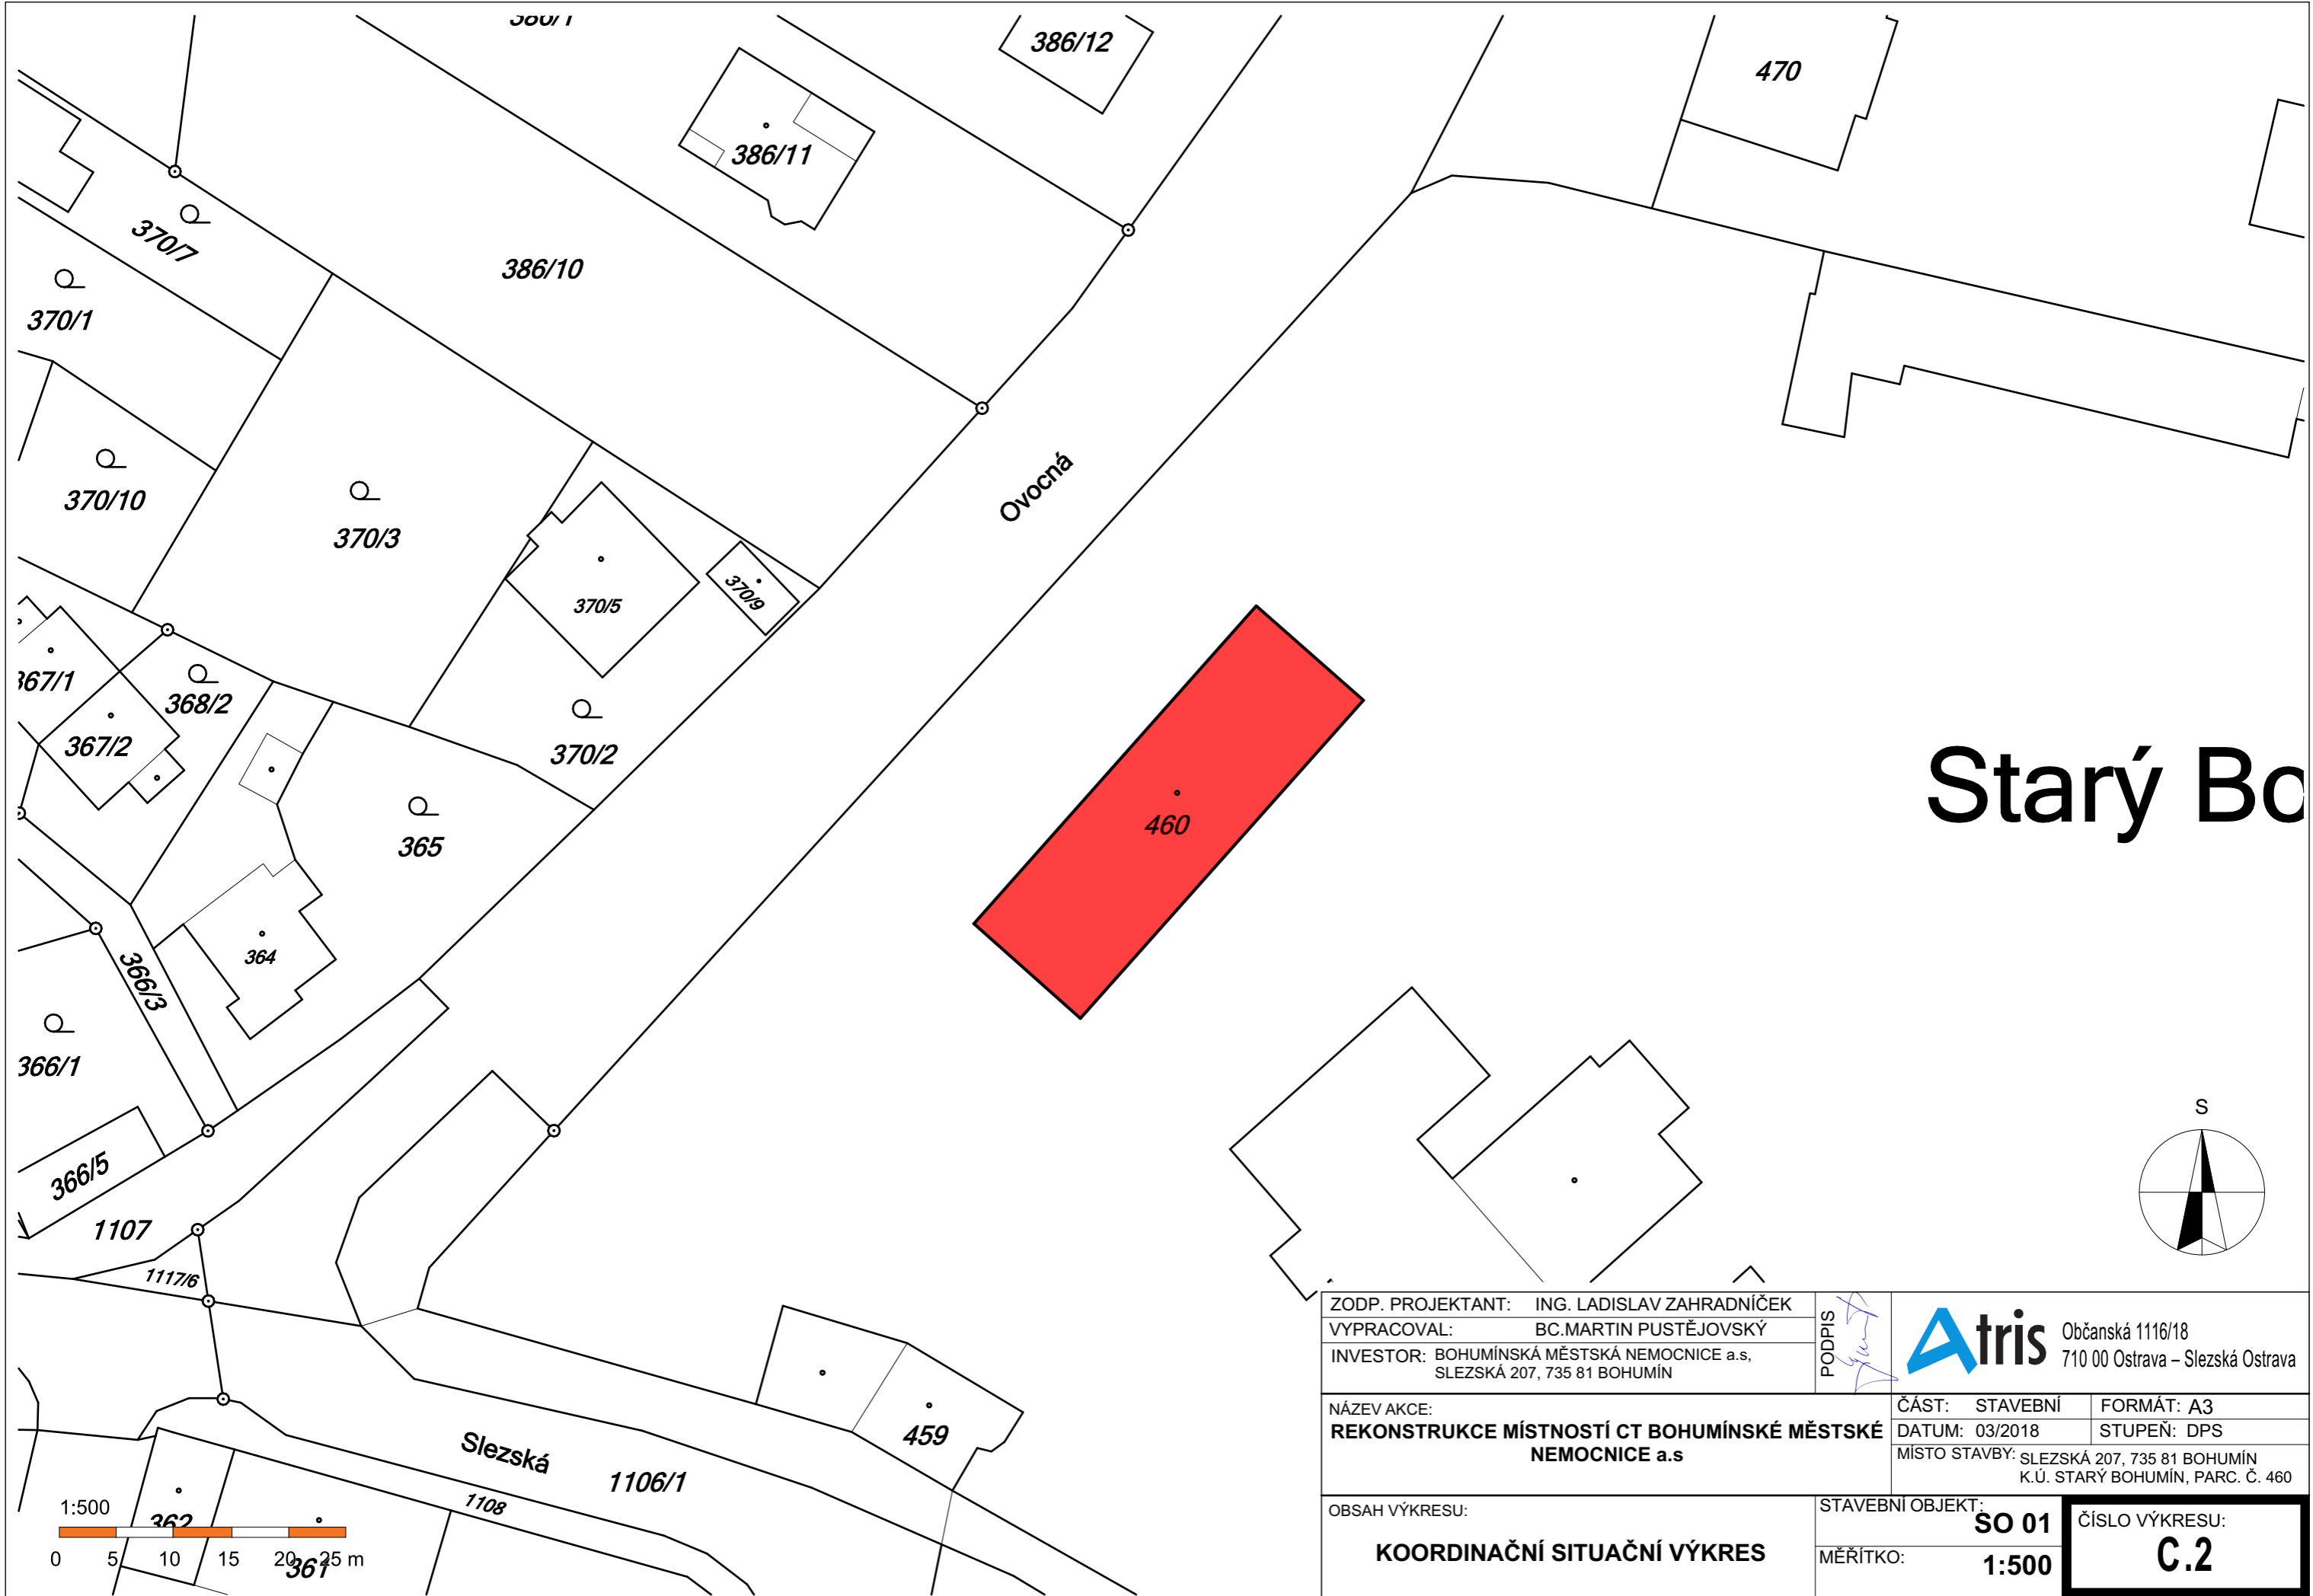 386/1
386/12
470
386/11
370/7
386/10
370/1
Ovocná
370/10
370/3
370/5
370/9
367/1
368/2
367/2
370/2
Starý Bo
460
365
364
366/3
366/1
S
366/5
1107
1117/6
459
Slezská
1106/1
1108
362
361
1:500
0 5 10 15 20 25 m
ZODP. PROJEKTANT: ING. LADISLAV ZAHRADNÍČEK
VYPRACOVAL: BC.MARTIN PUSTĚJOVSKÝ
INVESTOR: BOHUMÍNSKÁ MĚSTSKÁ NEMOCNICE a.s,
SLEZSKÁ 207, 735 81 BOHUMÍN
PODPIS
Atris
Občanská 1116/18
710 00 Ostrava – Slezská Ostrava
NÁZEV AKCE:
REKONSTRUKCE MÍSTNOSTÍ CT BOHUMÍNSKÉ MĚSTSKÉ
NEMOCNICE a.s
ČÁST: STAVEBNÍ
FORMÁT: A3
DATUM: 03/2018
STUPEŇ: DPS
MÍSTO STAVBY: SLEZSKÁ 207, 735 81 BOHUMÍN
K.Ú. STARÝ BOHUMÍN, PARC. Č. 460
OBSAH VÝKRESU:
KOORDINAČNÍ SITUAČNÍ VÝKRES
STAVEBNÍ OBJEKT:
SO 01
MĚŘÍTKO: 1:500
ČÍSLO VÝKRESU:
C.2